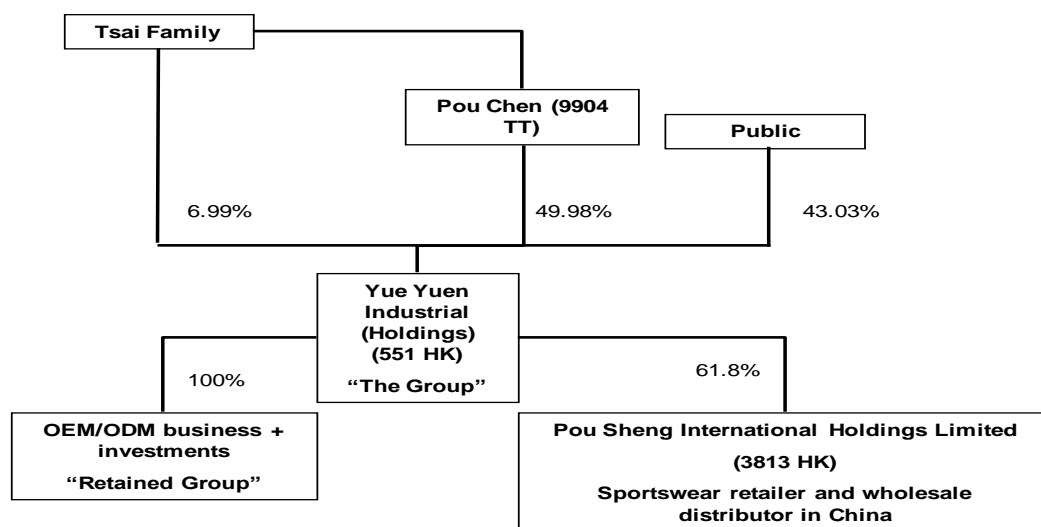 Tsai Family
Pou Chen (9904
TT)
Public
6.99%
49.98%
43.03%
Yue Yuen
Industrial
(Holdings)
(551 HK)
“The Group”
100%
61.8%
OEM/ODM business +
investments
“Retained Group”
Pou Sheng International Holdings Limited
(3813 HK)
Sportswear retailer and wholesale
distributor in China